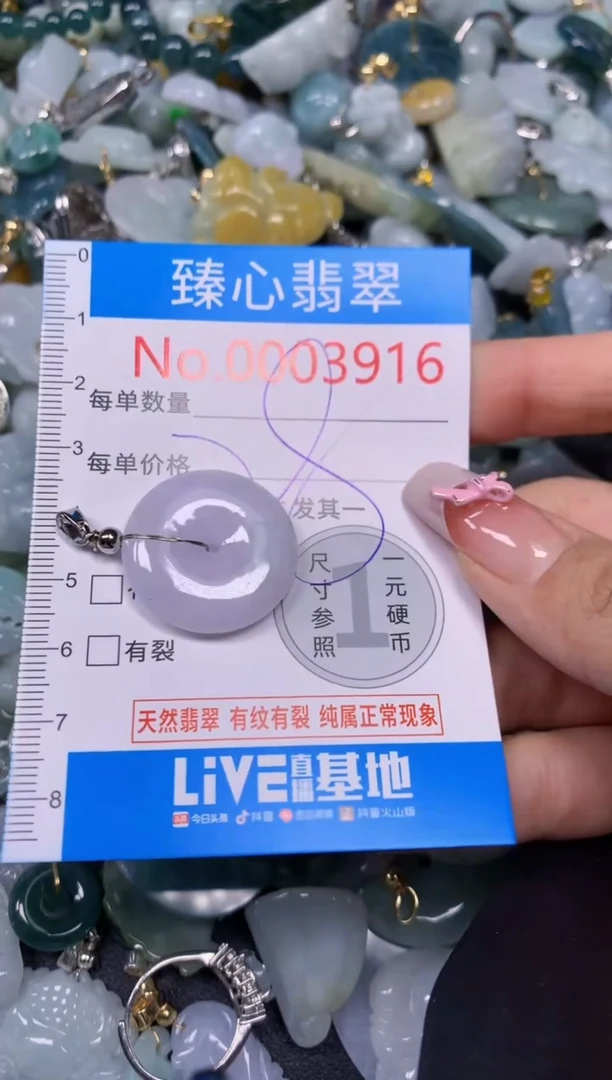 臻心翡翠
No.0003916
每单数量
每单价格
发其一
有裂
尺寸参照
1
一元硬币
天然翡翠 有纹有裂 纯属正常现象
LiVE直播基地
今日头条 抖音 抖音火山版
0
1
2
3
5
6
7
8